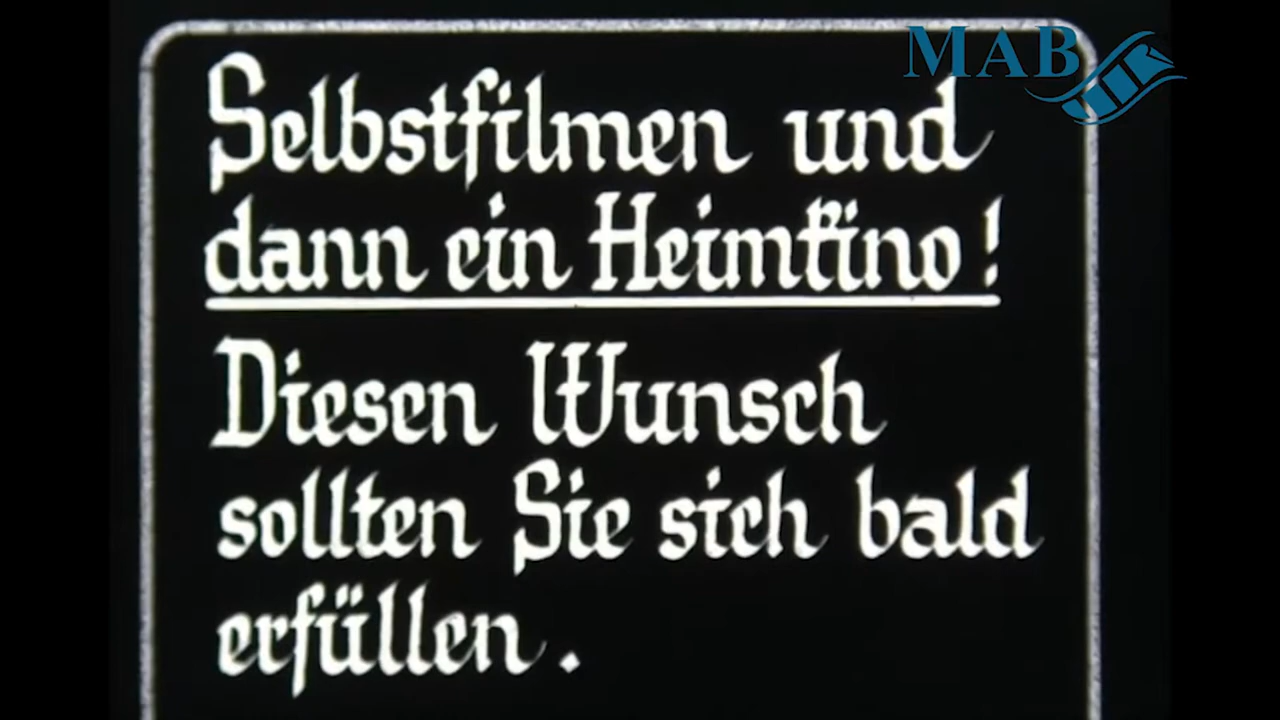 MAB
Selbstfilmen und
dann ein Heimkino!
Diesen Wunsch
sollten Sie sich bald
erfüllen.